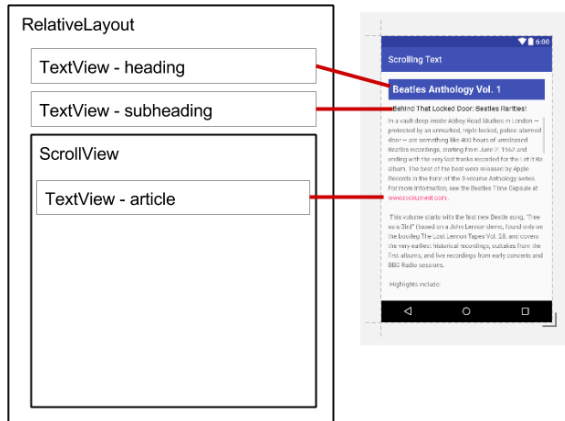 RelativeLayout
TextView - heading
TextView - subheading
ScrollView
TextView - article
6:00
Scrolling Text
Beatles Anthology Vol. 1
Behind That Locked Door: Beatles Rarities!
In a vault deep inside Abbey Road Studios in London —
protected by an unmarked, triple-locked, police-alarmed
door — are something like 400 hours of unreleased
Beatles recordings, starting from June 2, 1962 and
ending with the very last tracks recorded for the Let It Be
album. The best of the best were released by Apple
Records in the form of the 3-volume Anthology series.
For more information, see the Beatles Time Capsule at
www.rockument.com.
This volume starts with the first new Beatle song, "Free
as a Bird" (based on a John Lennon demo, found only on
the bootleg The Lost Lennon Tapes Vol. 28, and covers
the very earliest historical recordings, outtakes from the
first albums, and live recordings from early concerts and
BBC Radio sessions.
Highlights include: